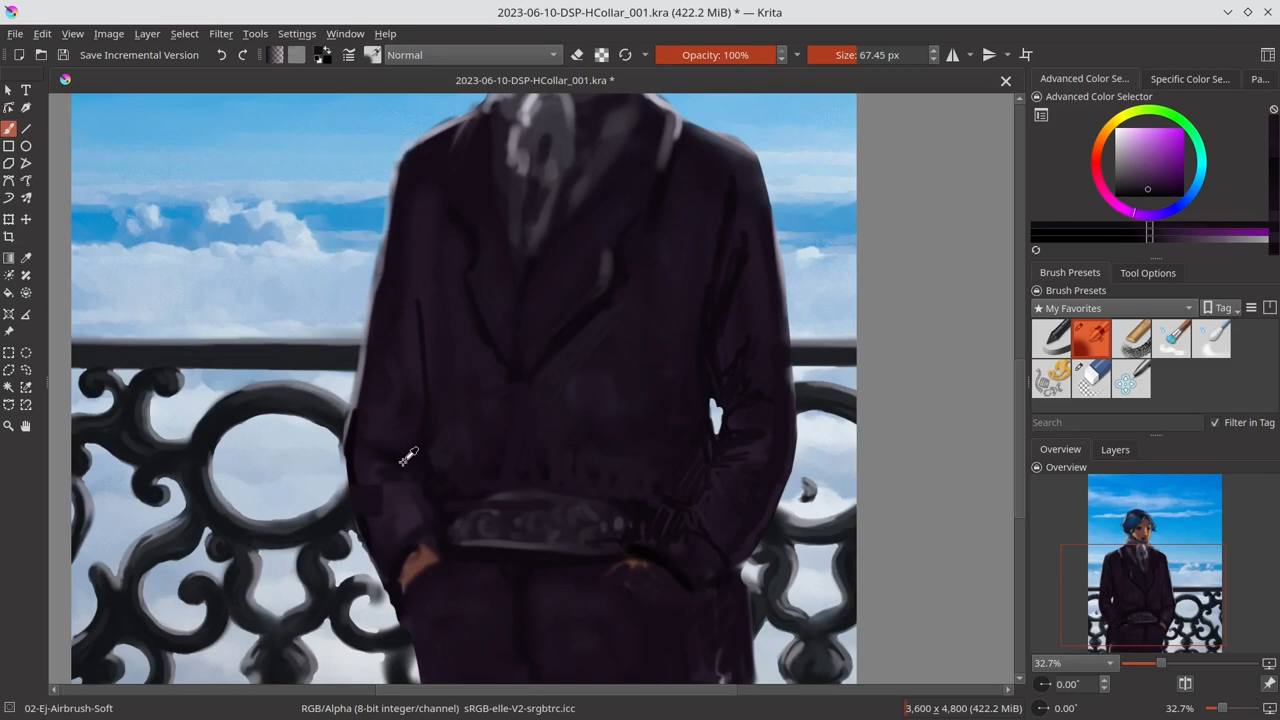 2023-06-10-DSP-HCollar_001.kra (422.2 MiB) * — Krita
File Edit View Image Layer Select Filter Tools Settings Window Help
Save Incremental Version
Normal
Opacity: 100%
Size: 67.45 px
2023-06-10-DSP-HCollar_001.kra *
Advanced Color Se...
Specific Color Se...
Pa...
Advanced Color Selector
Brush Presets
Tool Options
Brush Presets
★ My Favorites
Tag
Search
Filter in Tag
Overview
Layers
Overview
32.7%
0.00°
02-Ej-Airbrush-Soft
RGB/Alpha (8-bit integer/channel) sRGB-elle-V2-srgbtrc.icc
3,600 x 4,800 (422.2 MiB)
0.00°
32.7%